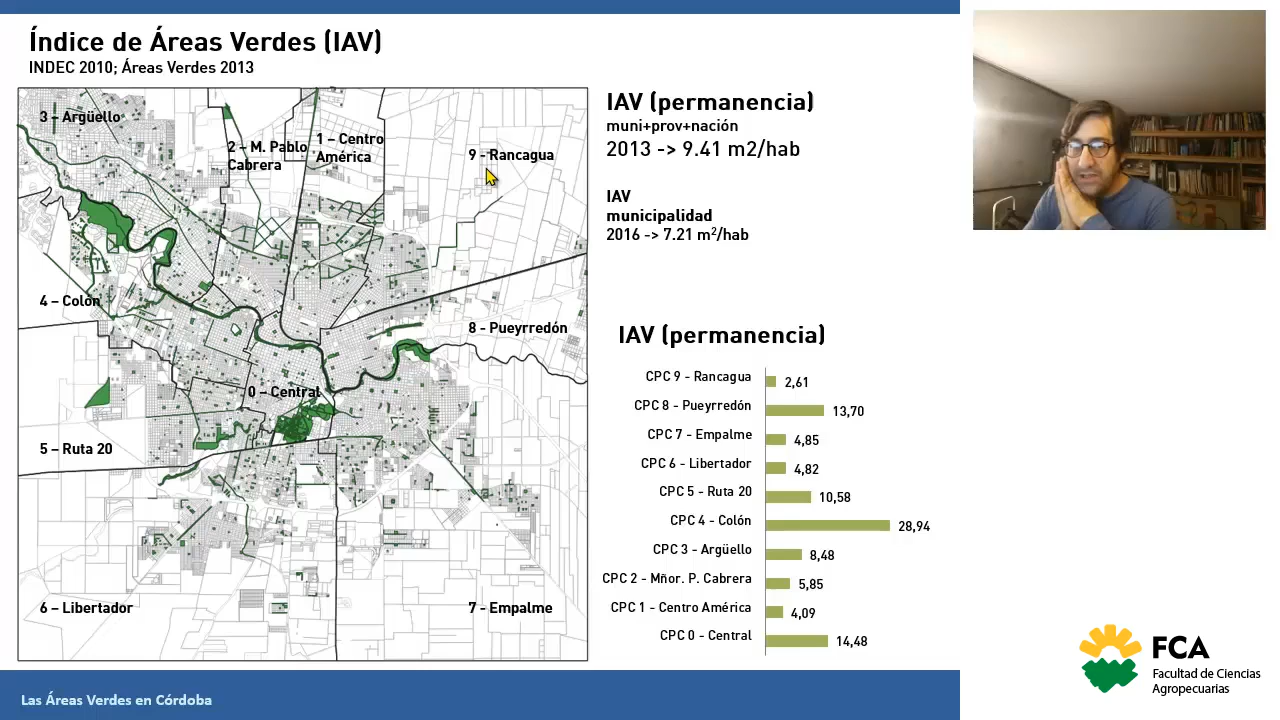 Índice de Áreas Verdes (IAV)
INDEC 2010; Áreas Verdes 2013
3 – Argüello
2 – M. Pablo
Cabrera
1 – Centro
América
9 - Rancagua
4 – Colón
8 - Pueyrredón
0 – Central
5 – Ruta 20
6 – Libertador
7 - Empalme
IAV (permanencia)
muni+prov+nación
2013 -> 9.41 m2/hab
IAV
municipalidad
2016 -> 7.21 m²/hab
IAV (permanencia)
CPC 9 - Rancagua 2,61
CPC 8 - Pueyrredón 13,70
CPC 7 - Empalme 4,85
CPC 6 - Libertador 4,82
CPC 5 - Ruta 20 10,58
CPC 4 - Colón 28,94
CPC 3 - Argüello 8,48
CPC 2 - Mñor. P. Cabrera 5,85
CPC 1 - Centro América 4,09
CPC 0 - Central 14,48
Las Áreas Verdes en Córdoba
FCA
Facultad de Ciencias
Agropecuarias